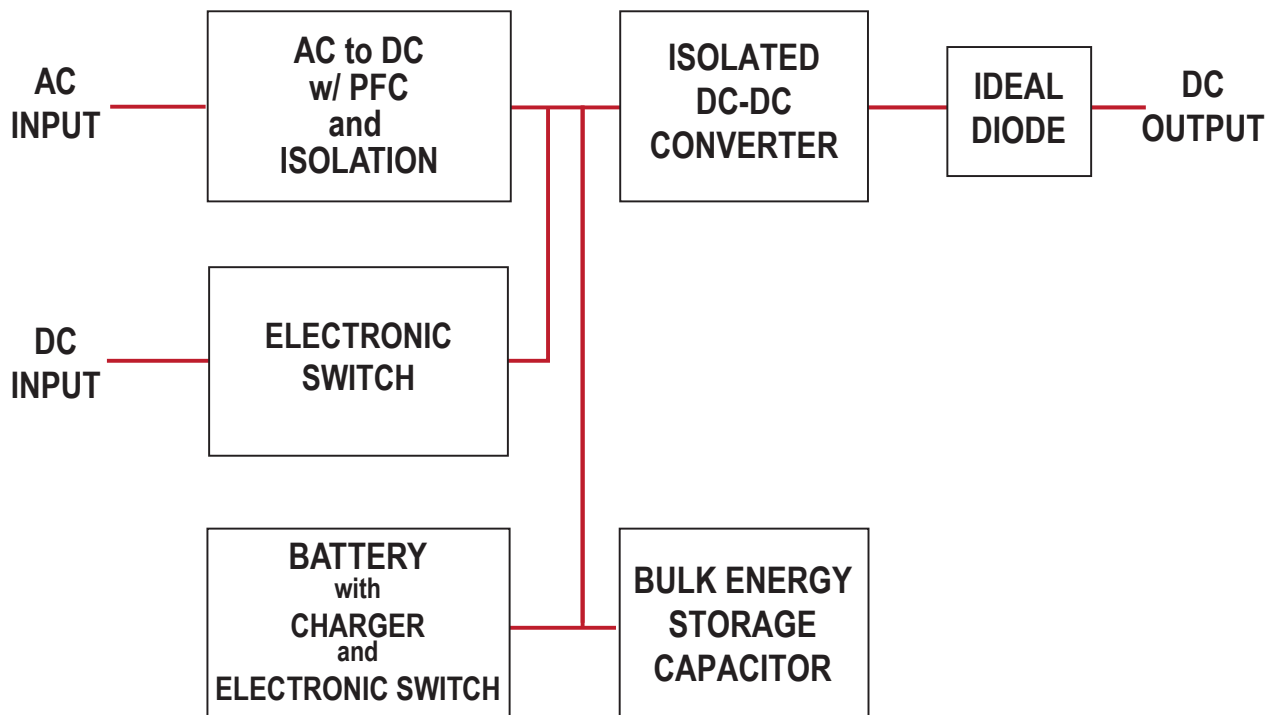 AC
INPUT
AC to DC
w/ PFC
and
ISOLATION
ISOLATED
DC-DC
CONVERTER
IDEAL
DIODE
DC
OUTPUT
DC
INPUT
ELECTRONIC
SWITCH
BATTERY
with
CHARGER
and
ELECTRONIC SWITCH
BULK ENERGY
STORAGE
CAPACITOR